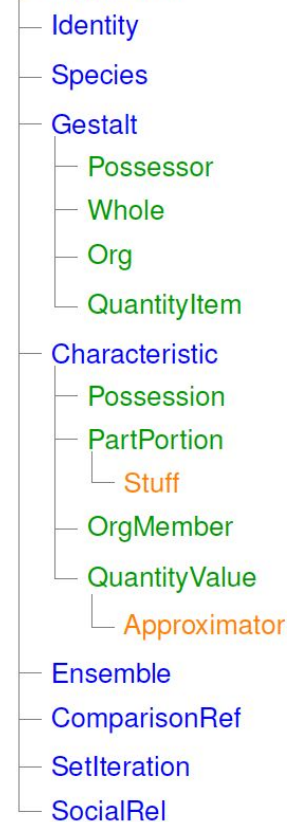 Identity
Species
Gestalt
Possessor
Whole
Org
QuantityItem
Characteristic
Possession
PartPortion
Stuff
OrgMember
QuantityValue
Approximator
Ensemble
ComparisonRef
SetIteration
SocialRel